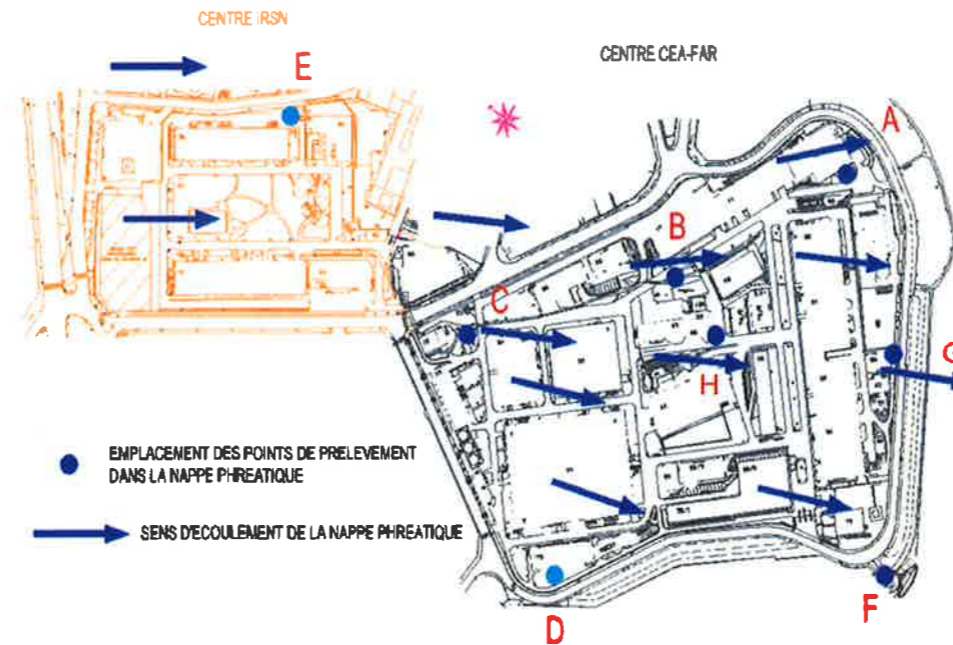 CENTRE IRSN
CENTRE CEA-FAR
E
A
B
C
G
H
EMPLACEMENT DES POINTS DE PRELEVEMENT
DANS LA NAPPE PHREATIQUE
SENS D'ECOULEMENT DE LA NAPPE PHREATIQUE
D
F